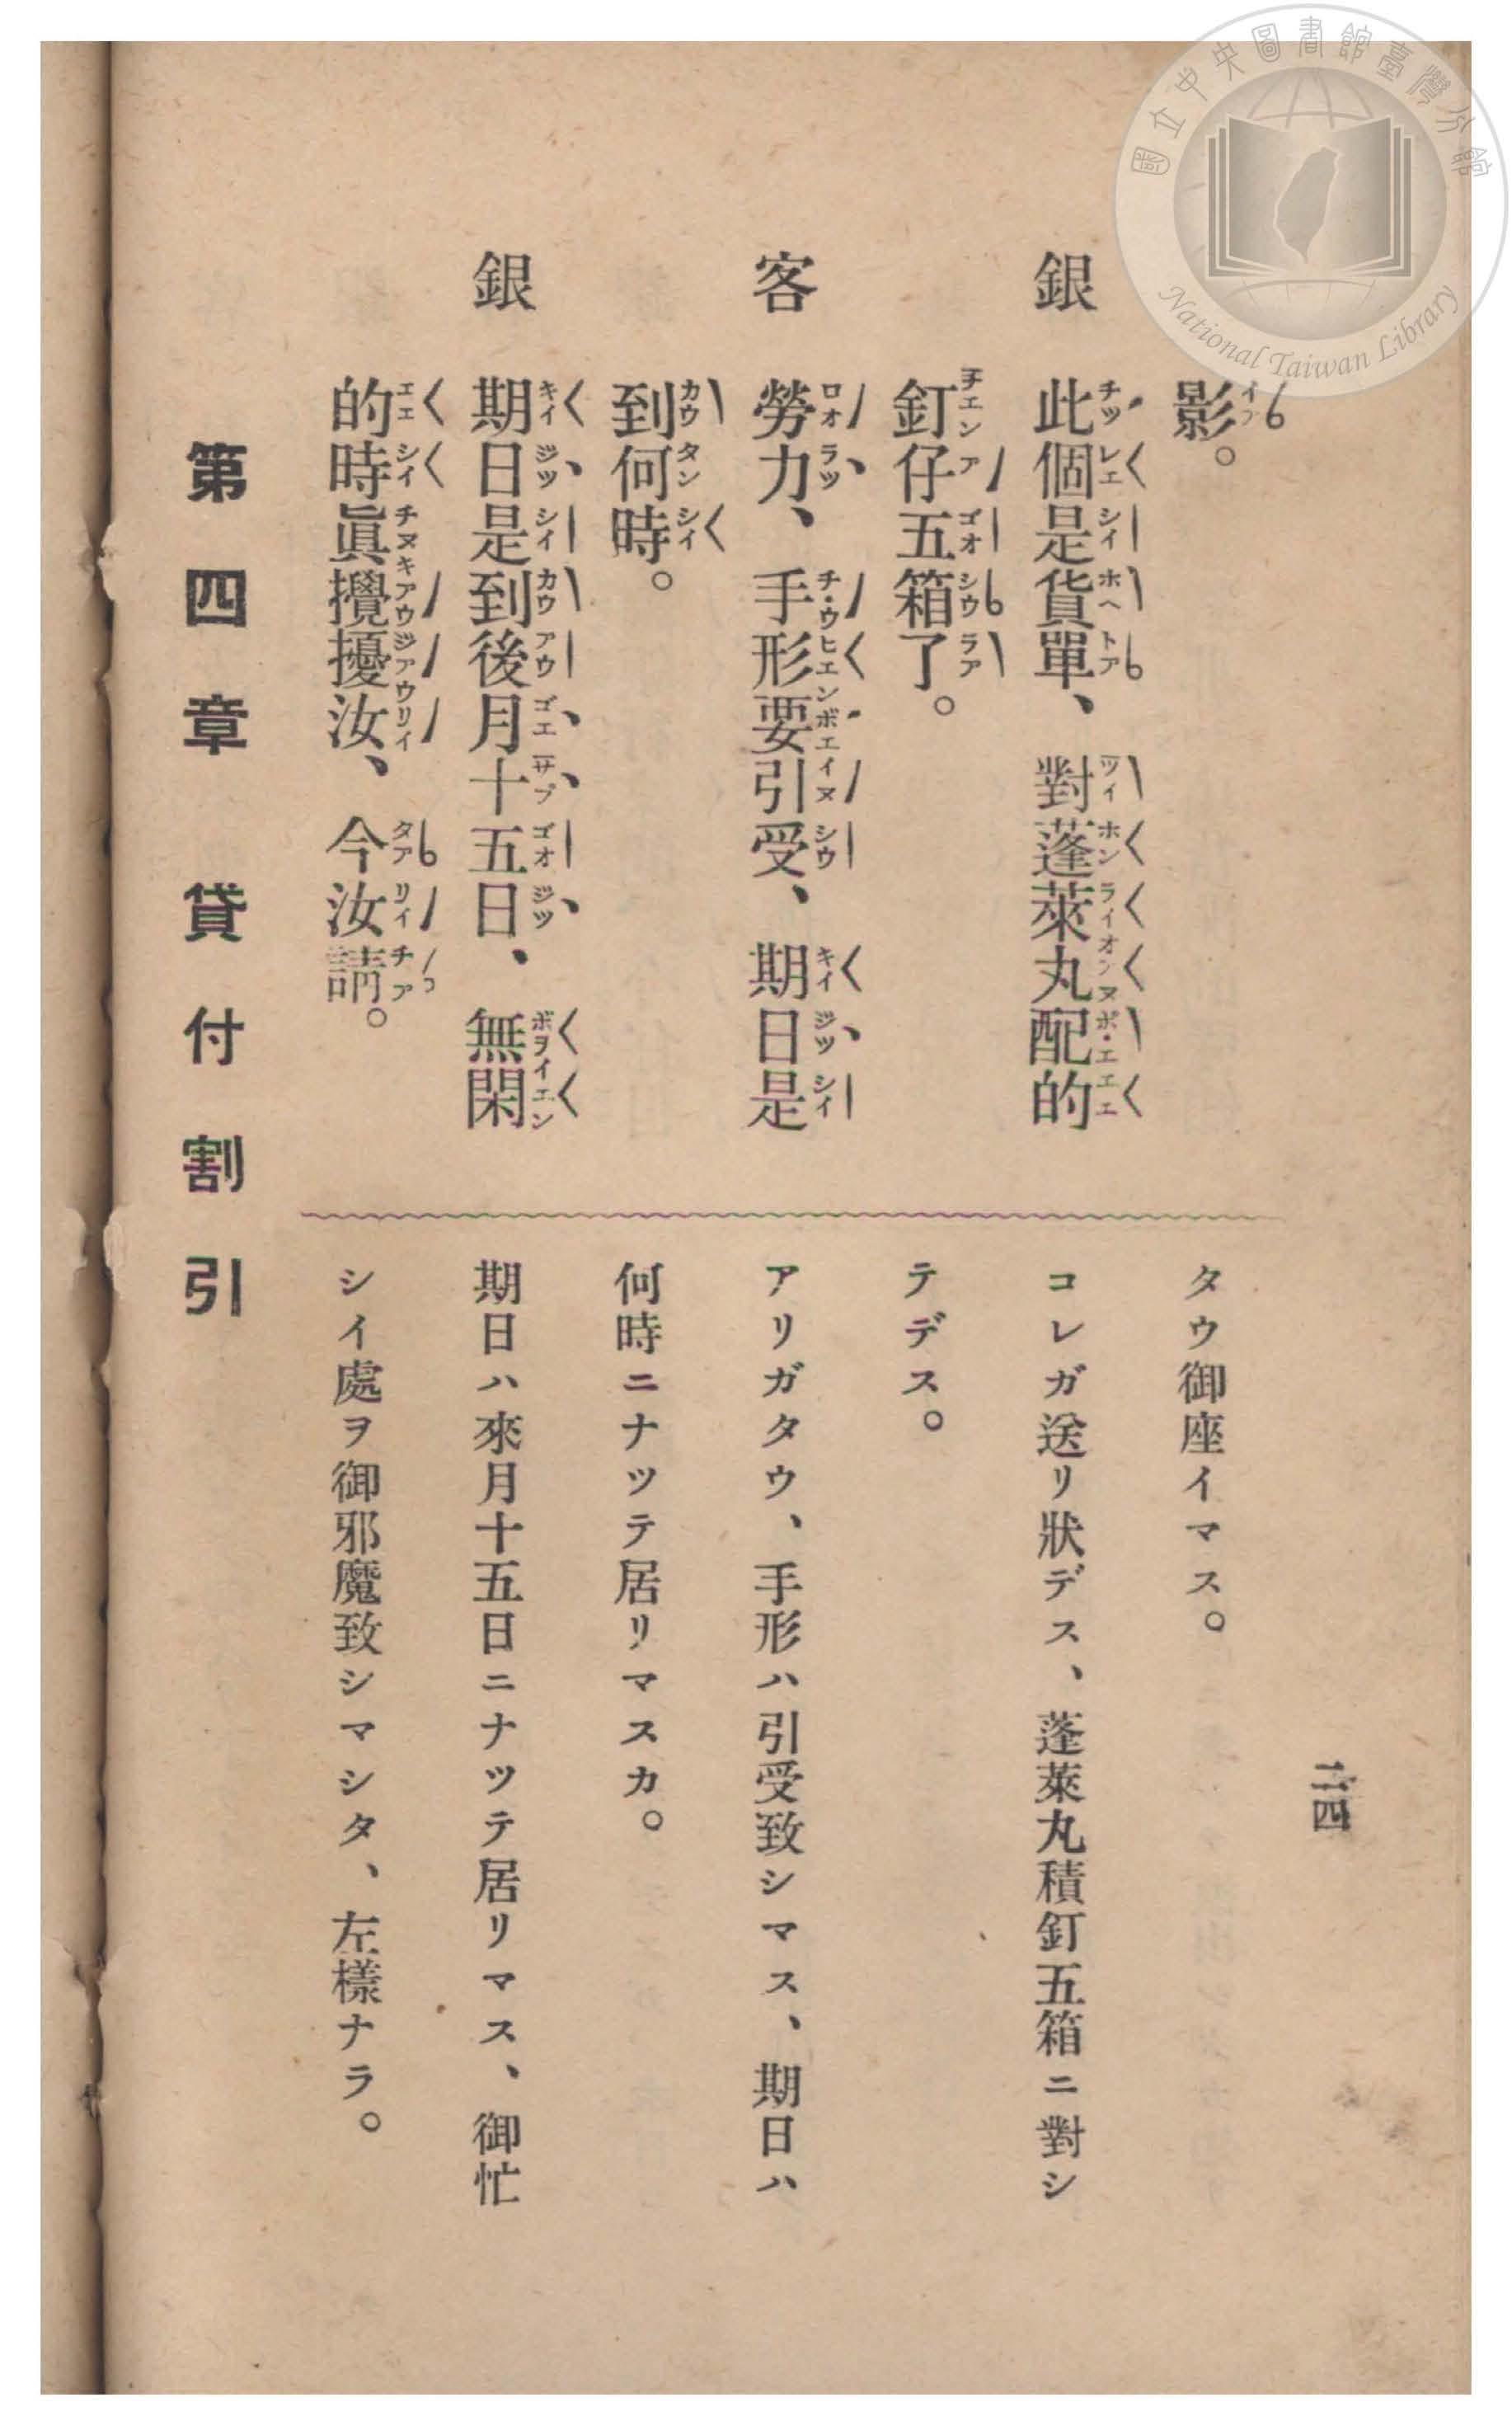 國立中央圖書館臺灣分館
National Taiwan Library
二四
影。
銀 此個是貨單、對蓬萊丸配的
釘仔五箱了。
客 勞力、手形要引受、期日是
到何時。
銀 期日是到後月十五日、無閑
的時眞攪擾汝、今汝請。
タウ御座イマス。
コレガ送リ狀デス、蓬萊丸積釘五箱ニ對シ
テデス。
アリガタウ、手形ハ引受致シマス、期日ハ
何時ニナツテ居リマスカ。
期日ハ來月十五日ニナツテ居リマス、御忙
シイ處ヲ御邪魔致シマシタ、左樣ナラ。
第四章 貸付割引